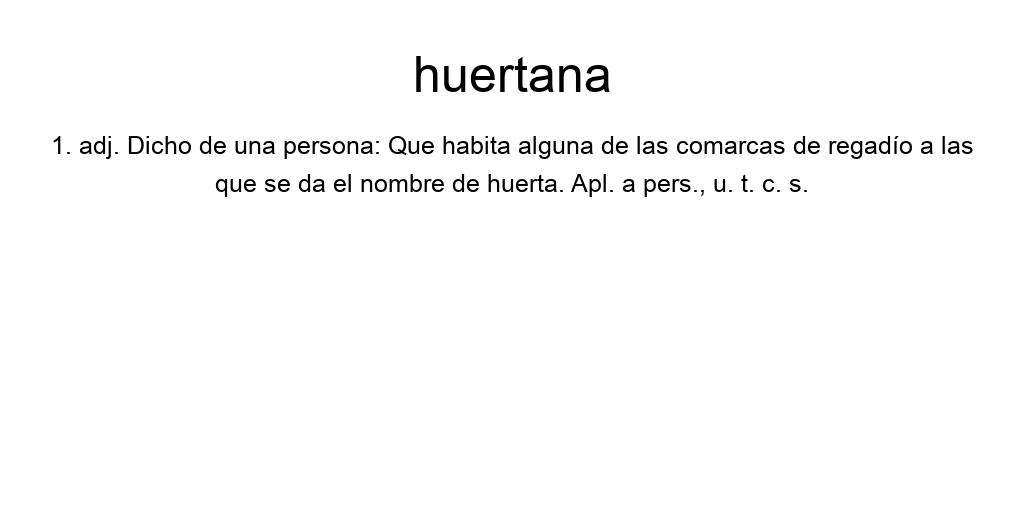 huertana
1. adj. Dicho de una persona: Que habita alguna de las comarcas de regadío a las
que se da el nombre de huerta. Apl. a pers., u. t. c. s.